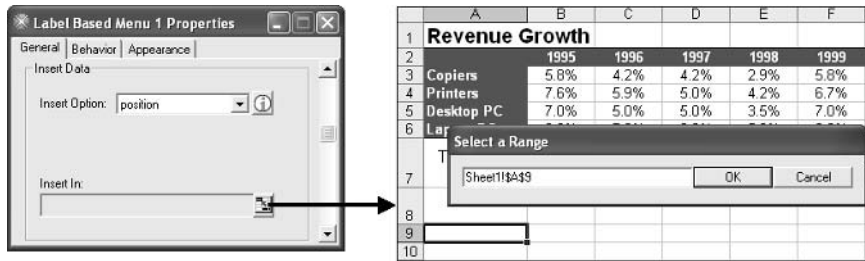 Label Based Menu 1 Properties
General Behavior Appearance
Insert Data
Insert Option: position
Insert In:
A B C D E F
1 Revenue Growth
2 1995 1996 1997 1998 1999
3 Copiers 5.8% 4.2% 4.2% 2.9% 5.8%
4 Printers 7.6% 5.9% 5.0% 4.2% 6.7%
5 Desktop PC 7.0% 5.0% 5.0% 3.5% 7.0%
6
Select a Range
7 Sheet1!$A$9 OK Cancel
8
9
10